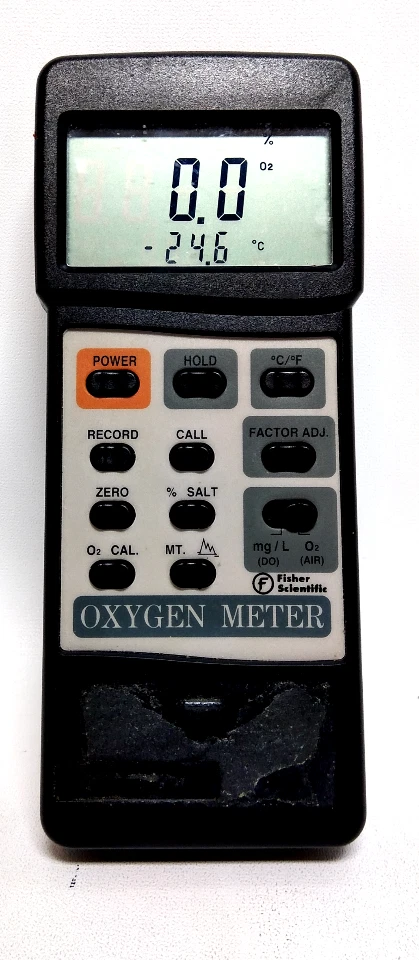 %
0.0 O2
-24.6 °C
POWER HOLD °C/°F
RECORD CALL FACTOR ADJ.
ZERO % SALT
O2 CAL. MT. mg/L O2
(DO) (AIR)
F Fisher
Scientific
OXYGEN METER